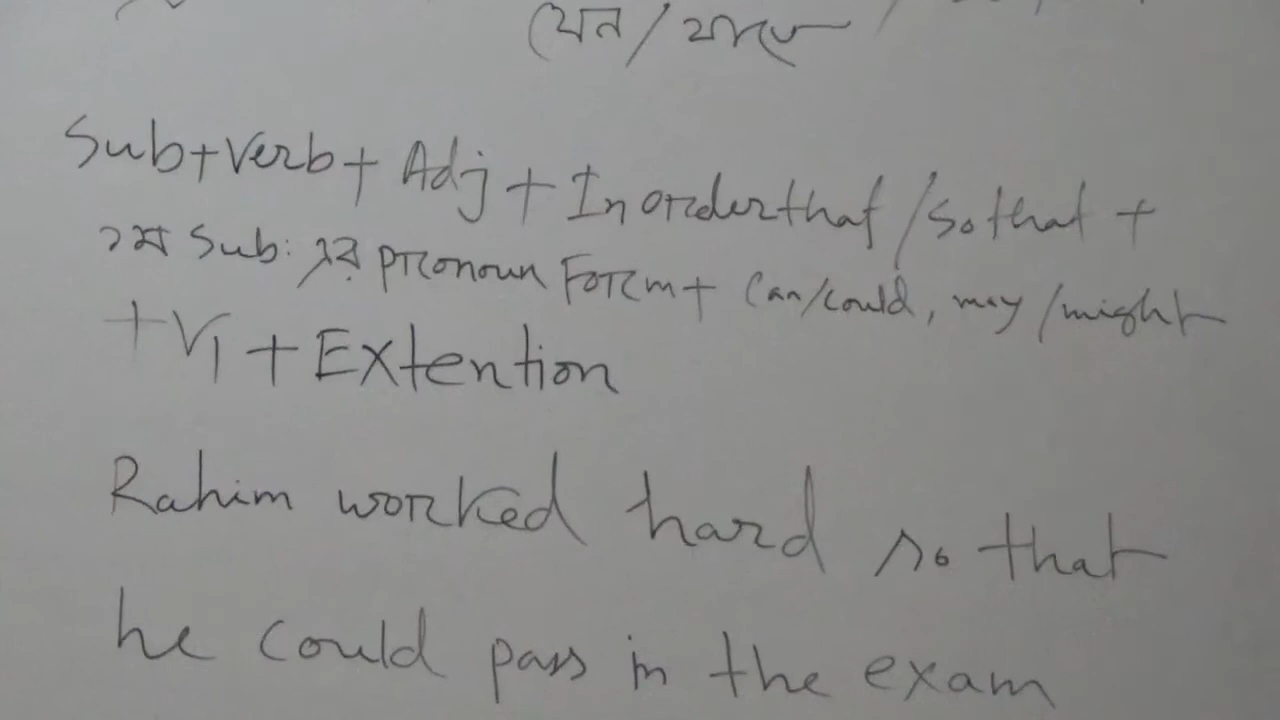 (যেন / যাতে
Sub+Verb+ Adj + In order that / So that +
১ম Sub: এর pronoun Form + Can/could, may /might
+V1 + Extention
Rahim worked hard so that
he could pass in the exam